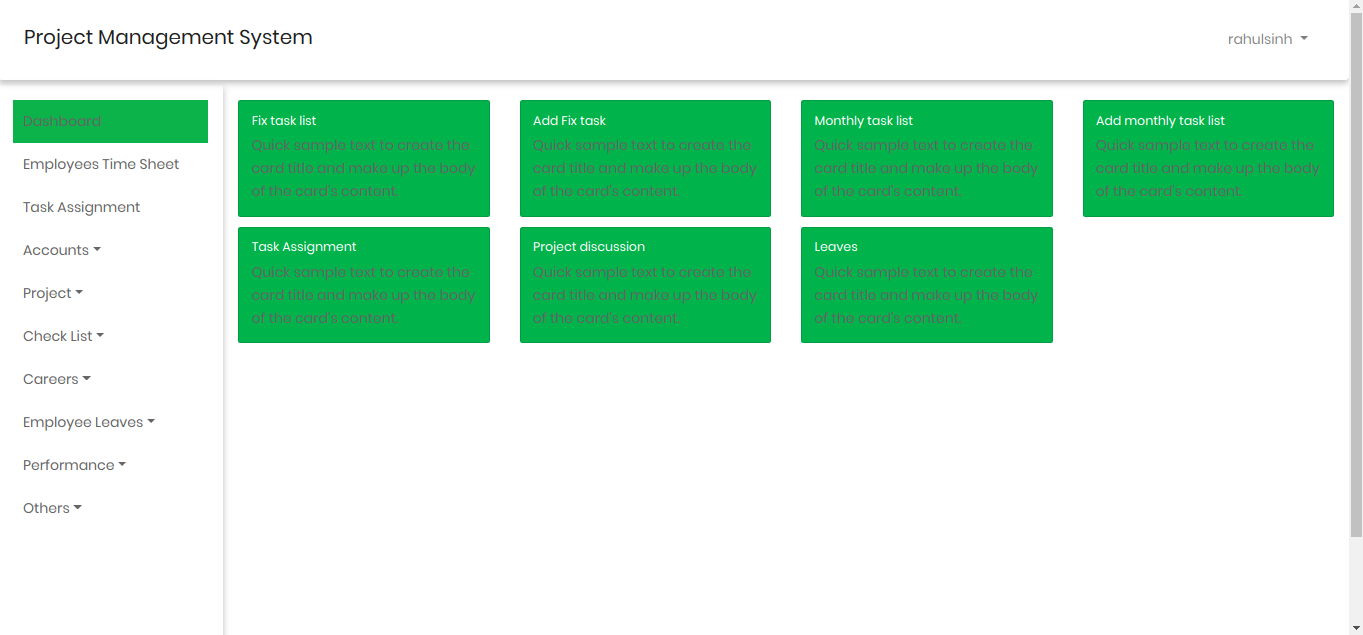 Project Management System
rahulsinh
Dashboard
Employees Time Sheet
Task Assignment
Accounts
Project
Check List
Careers
Employee Leaves
Performance
Others
Fix task list
Quick sample text to create the
card title and make up the body
of the card's content.
Add Fix task
Quick sample text to create the
card title and make up the body
of the card's content.
Monthly task list
Quick sample text to create the
card title and make up the body
of the card's content.
Add monthly task list
Quick sample text to create the
card title and make up the body
of the card's content.
Task Assignment
Quick sample text to create the
card title and make up the body
of the card's content.
Project discussion
Quick sample text to create the
card title and make up the body
of the card's content.
Leaves
Quick sample text to create the
card title and make up the body
of the card's content.